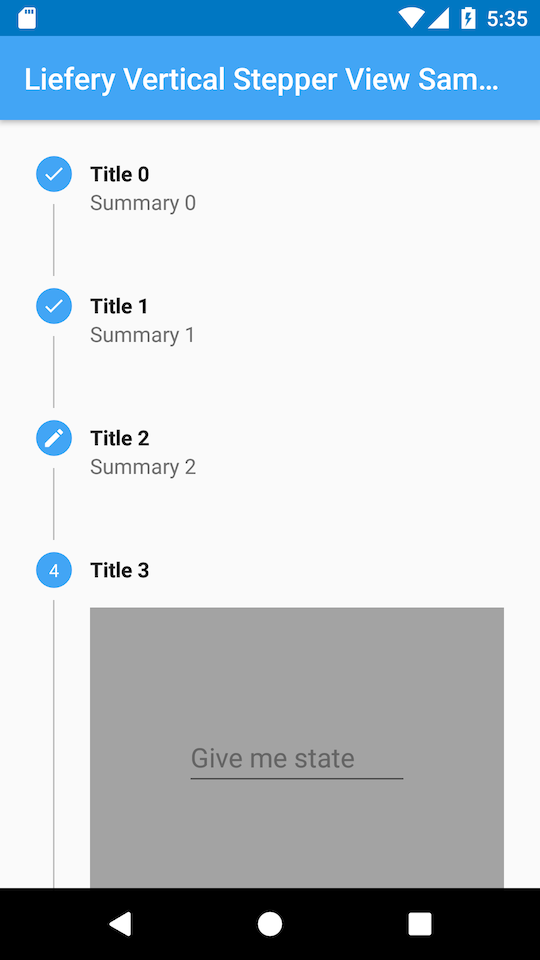 5:35
Liefery Vertical Stepper View Sam...
Title 0
Summary 0
Title 1
Summary 1
Title 2
Summary 2
4
Title 3
Give me state